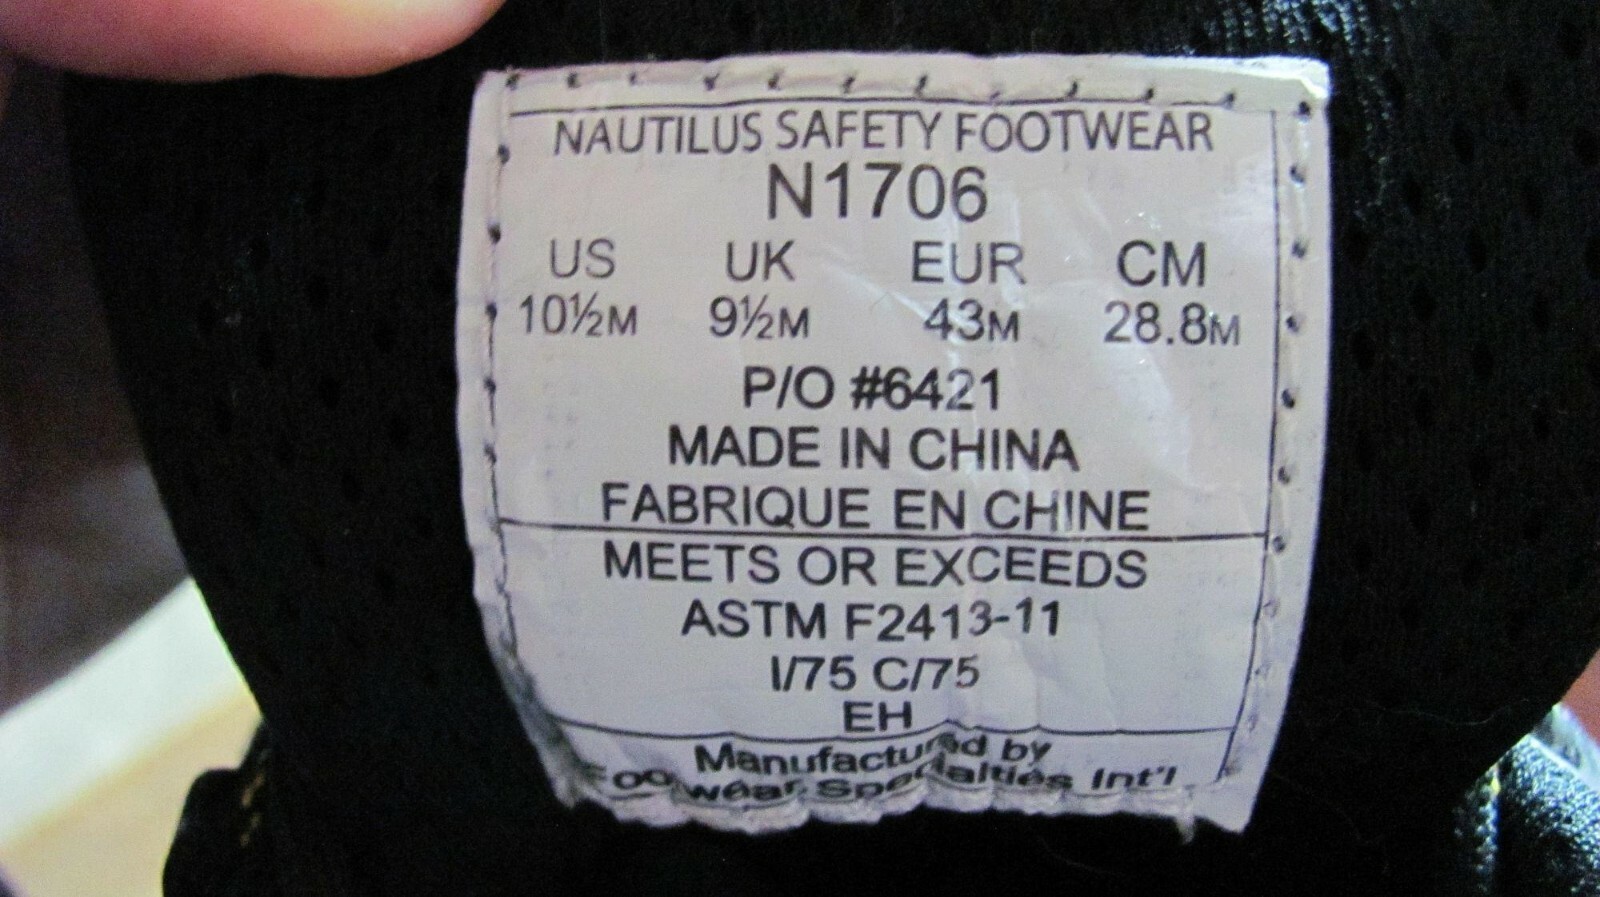 NAUTILUS SAFETY FOOTWEAR
N1706
US UK EUR CM
10½M 9½M 43M 28.8M
P/O #6421
MADE IN CHINA
FABRIQUE EN CHINE
MEETS OR EXCEEDS
ASTM F2413-11
I/75 C/75
EH
Manufactured by
Footwear Specialties Int'l